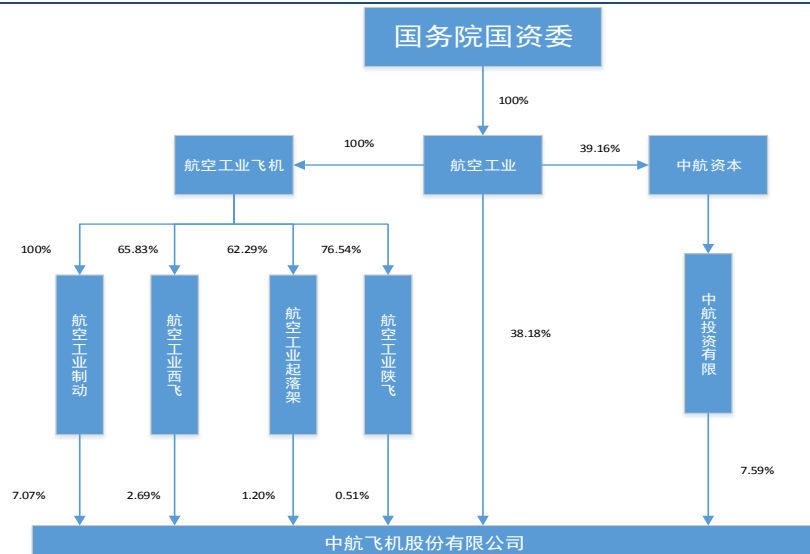 国务院国资委
100%
100%
39.16%
航空工业飞机
航空工业
中航资本
100%
65.83%
62.29%
76.54%
航空工业制动
航空工业西飞
航空工业起落架
航空工业陕飞
中航投资有限
38.18%
7.07%
2.69%
1.20%
0.51%
7.59%
中航飞机股份有限公司